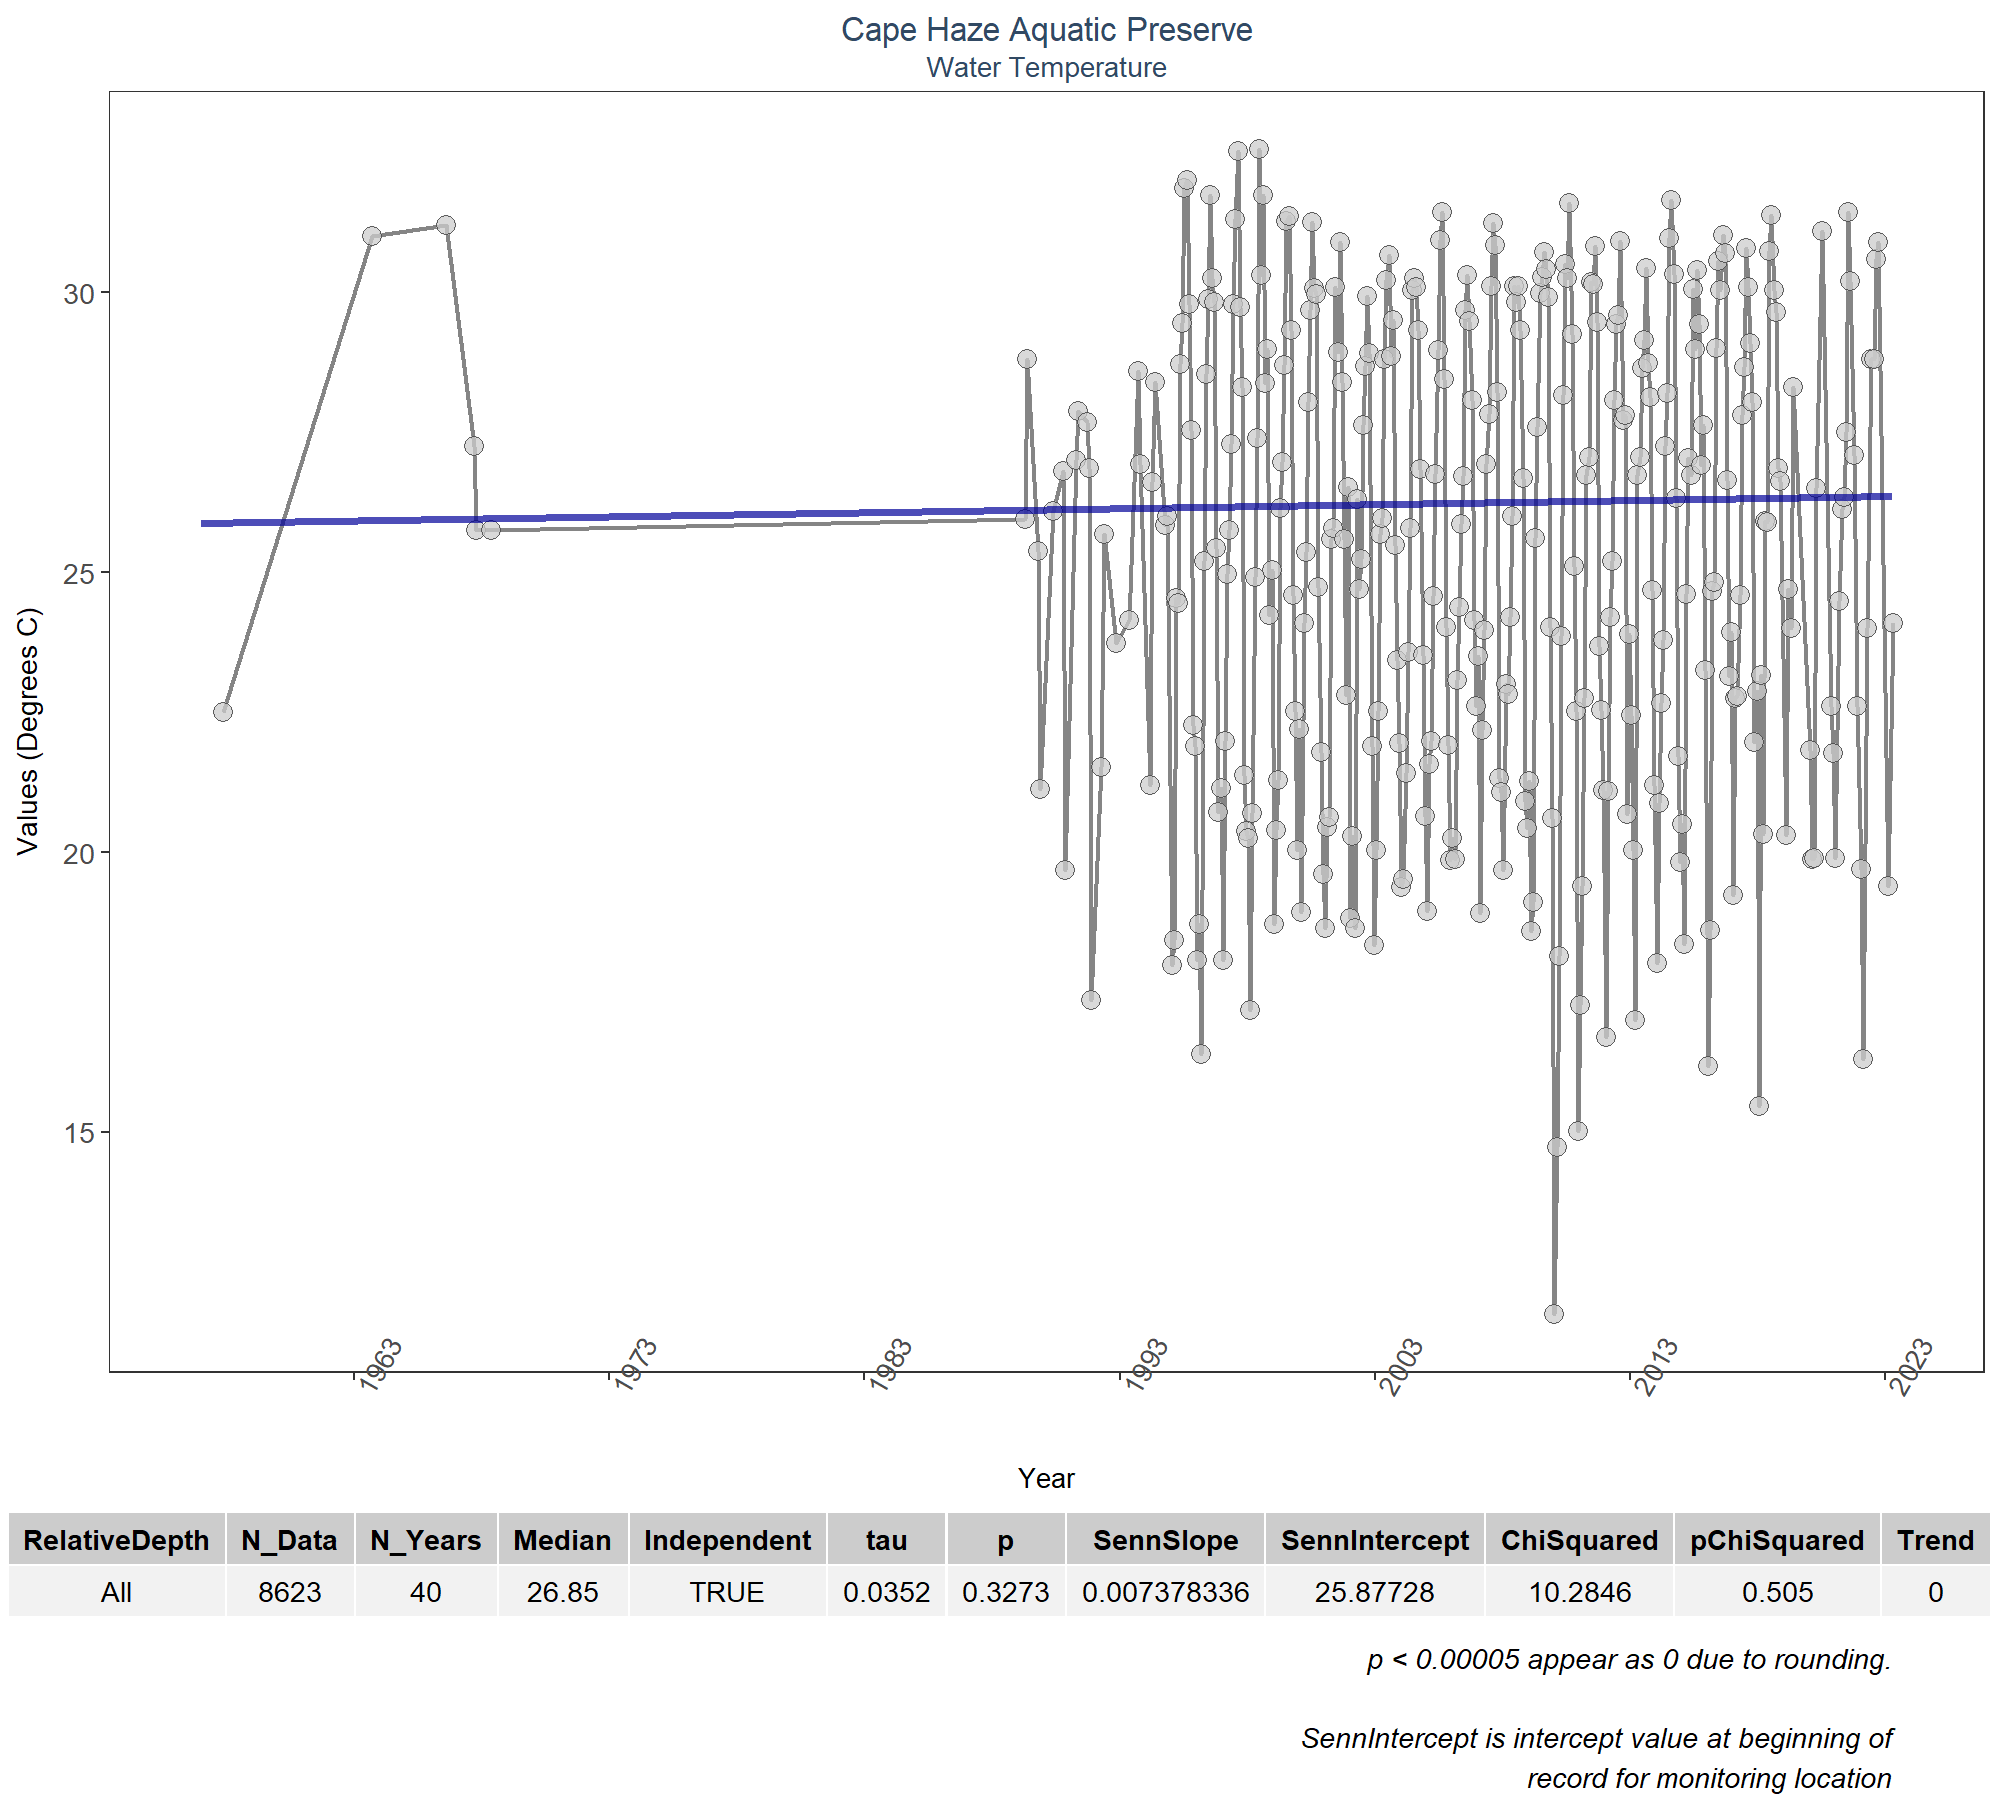 Cape Haze Aquatic Preserve
Water Temperature
Values (Degrees C)
30
25
20
15
1963 1973 1983 1993 2003 2013 2023
Year
RelativeDepth N_Data N_Years Median Independent tau p SennSlope SennIntercept ChiSquared pChiSquared Trend
All 8623 40 26.85 TRUE 0.0352 0.3273 0.007378336 25.87728 10.2846 0.505 0
p < 0.00005 appear as 0 due to rounding.
SennIntercept is intercept value at beginning of
record for monitoring location